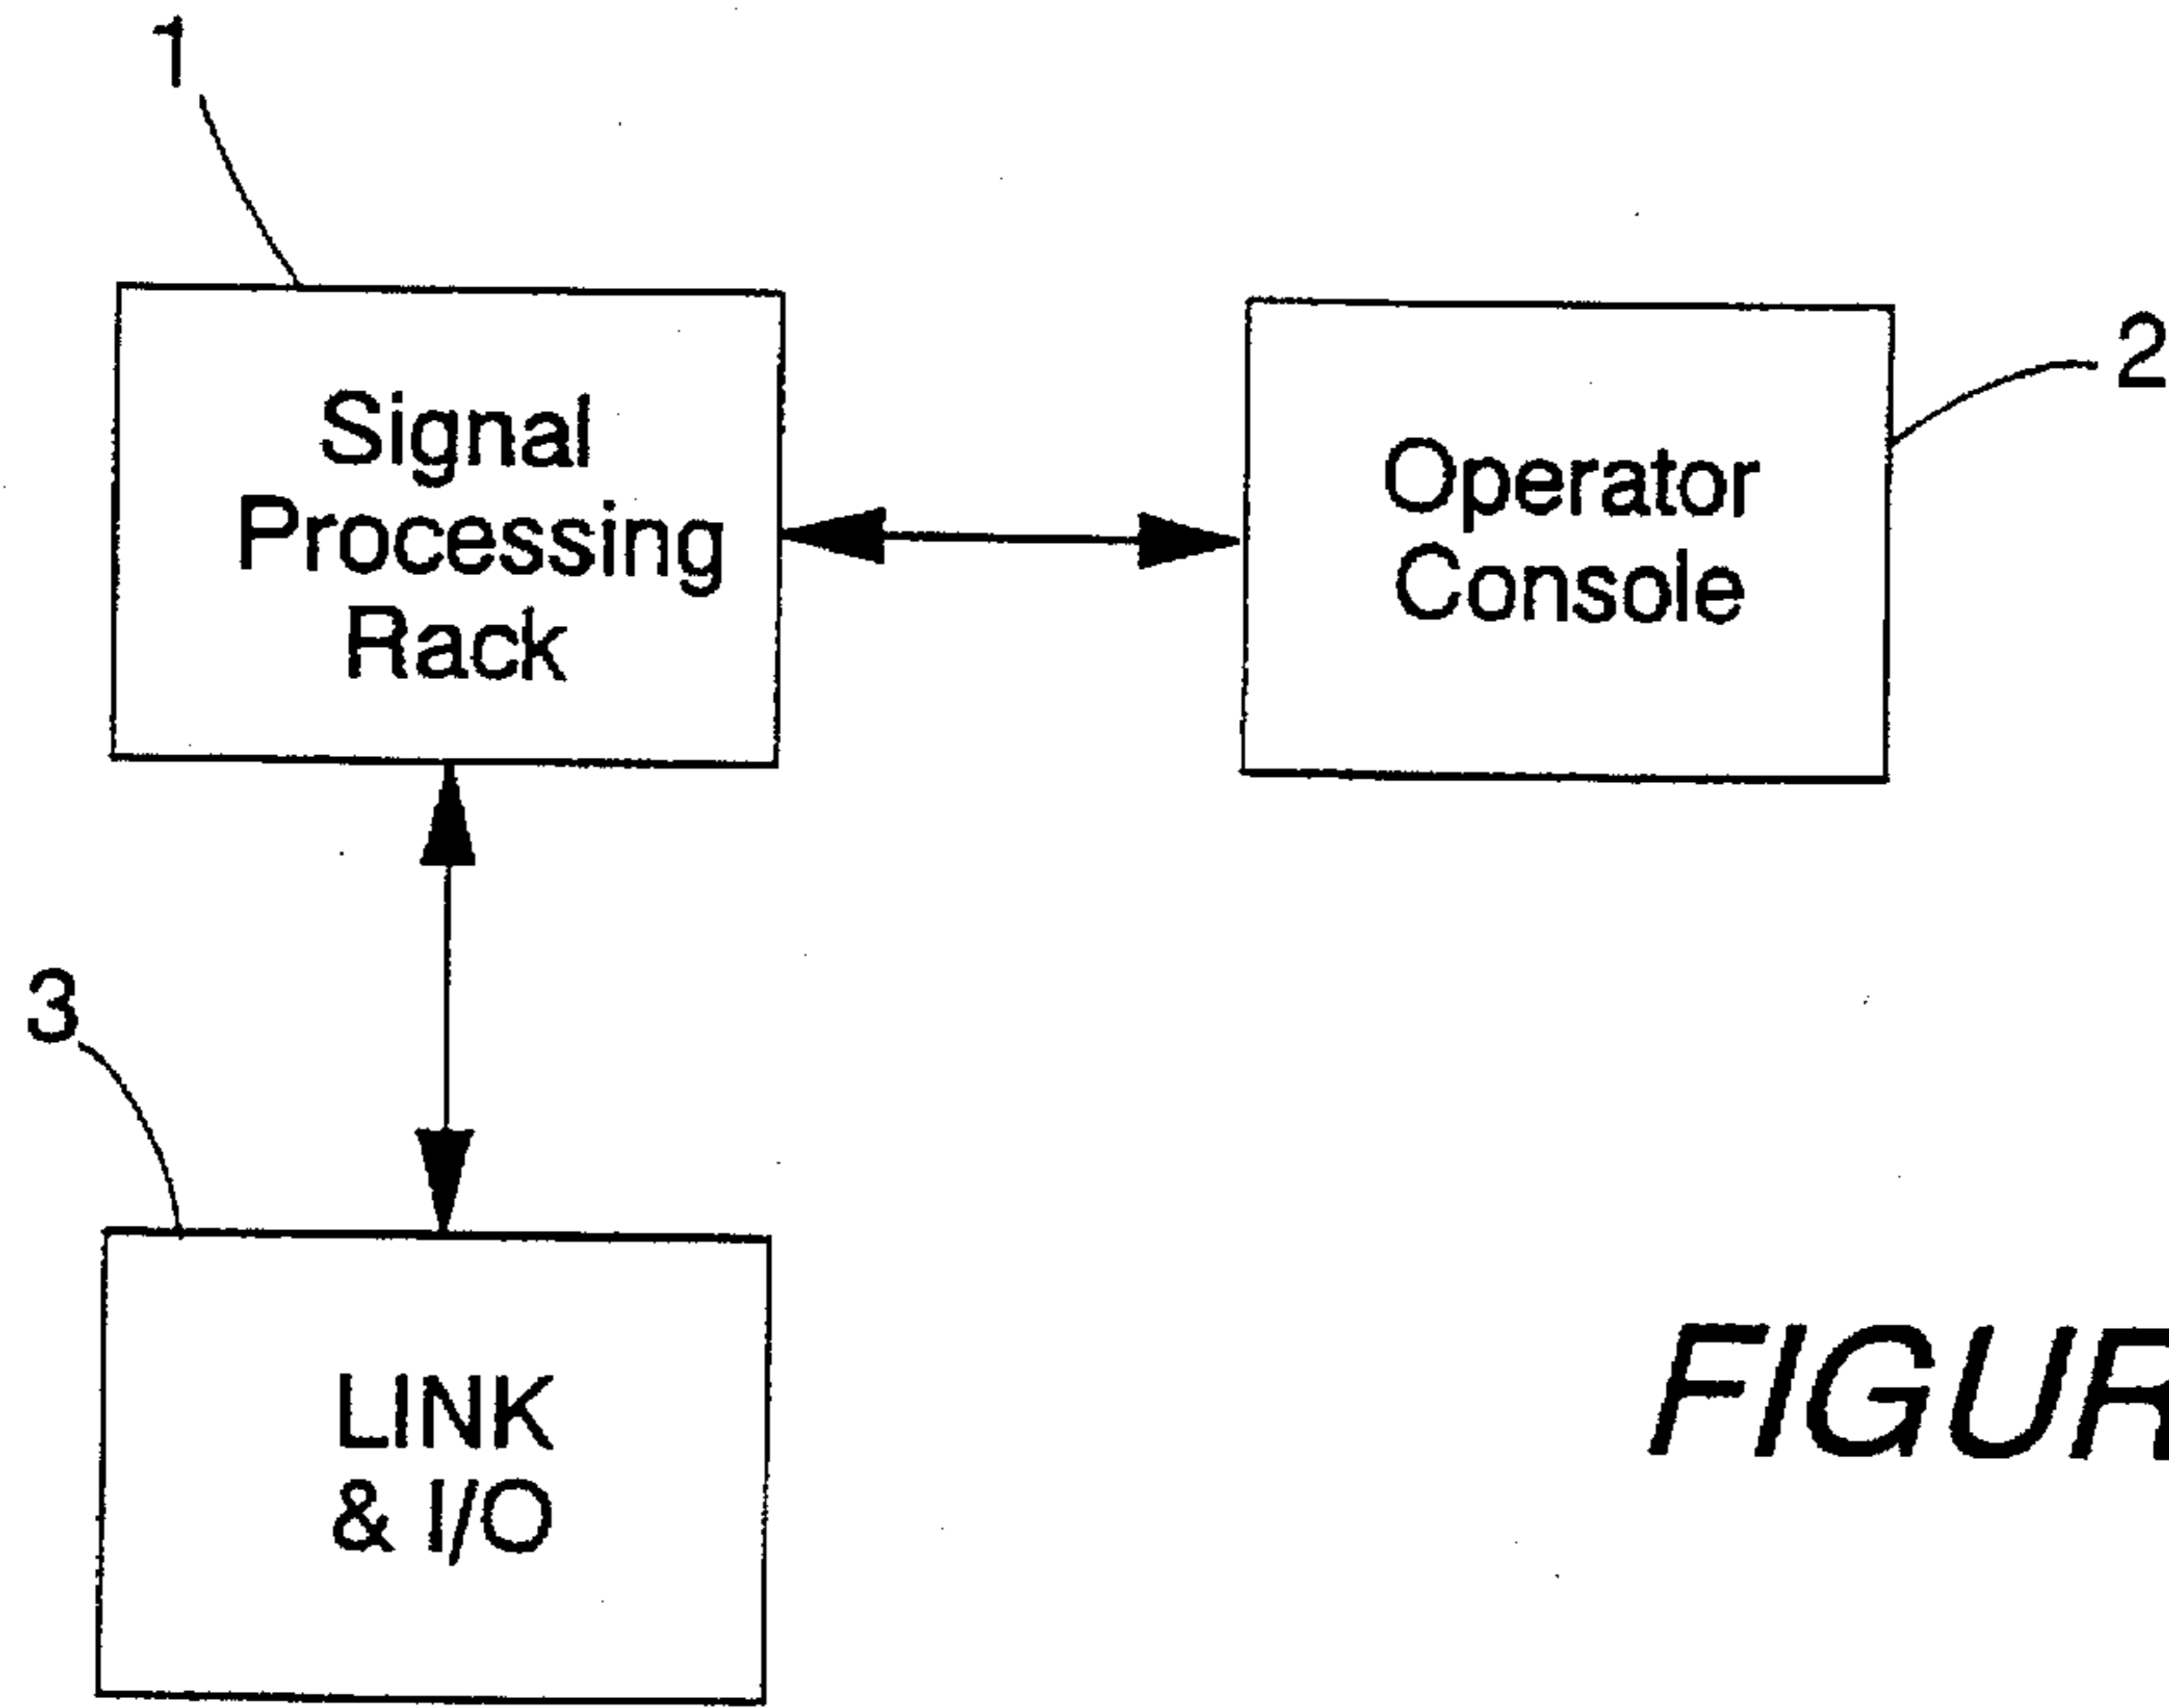 1
Signal
Processing
Rack
Operator
Console
2
3
LINK
& I/O
FIGUR